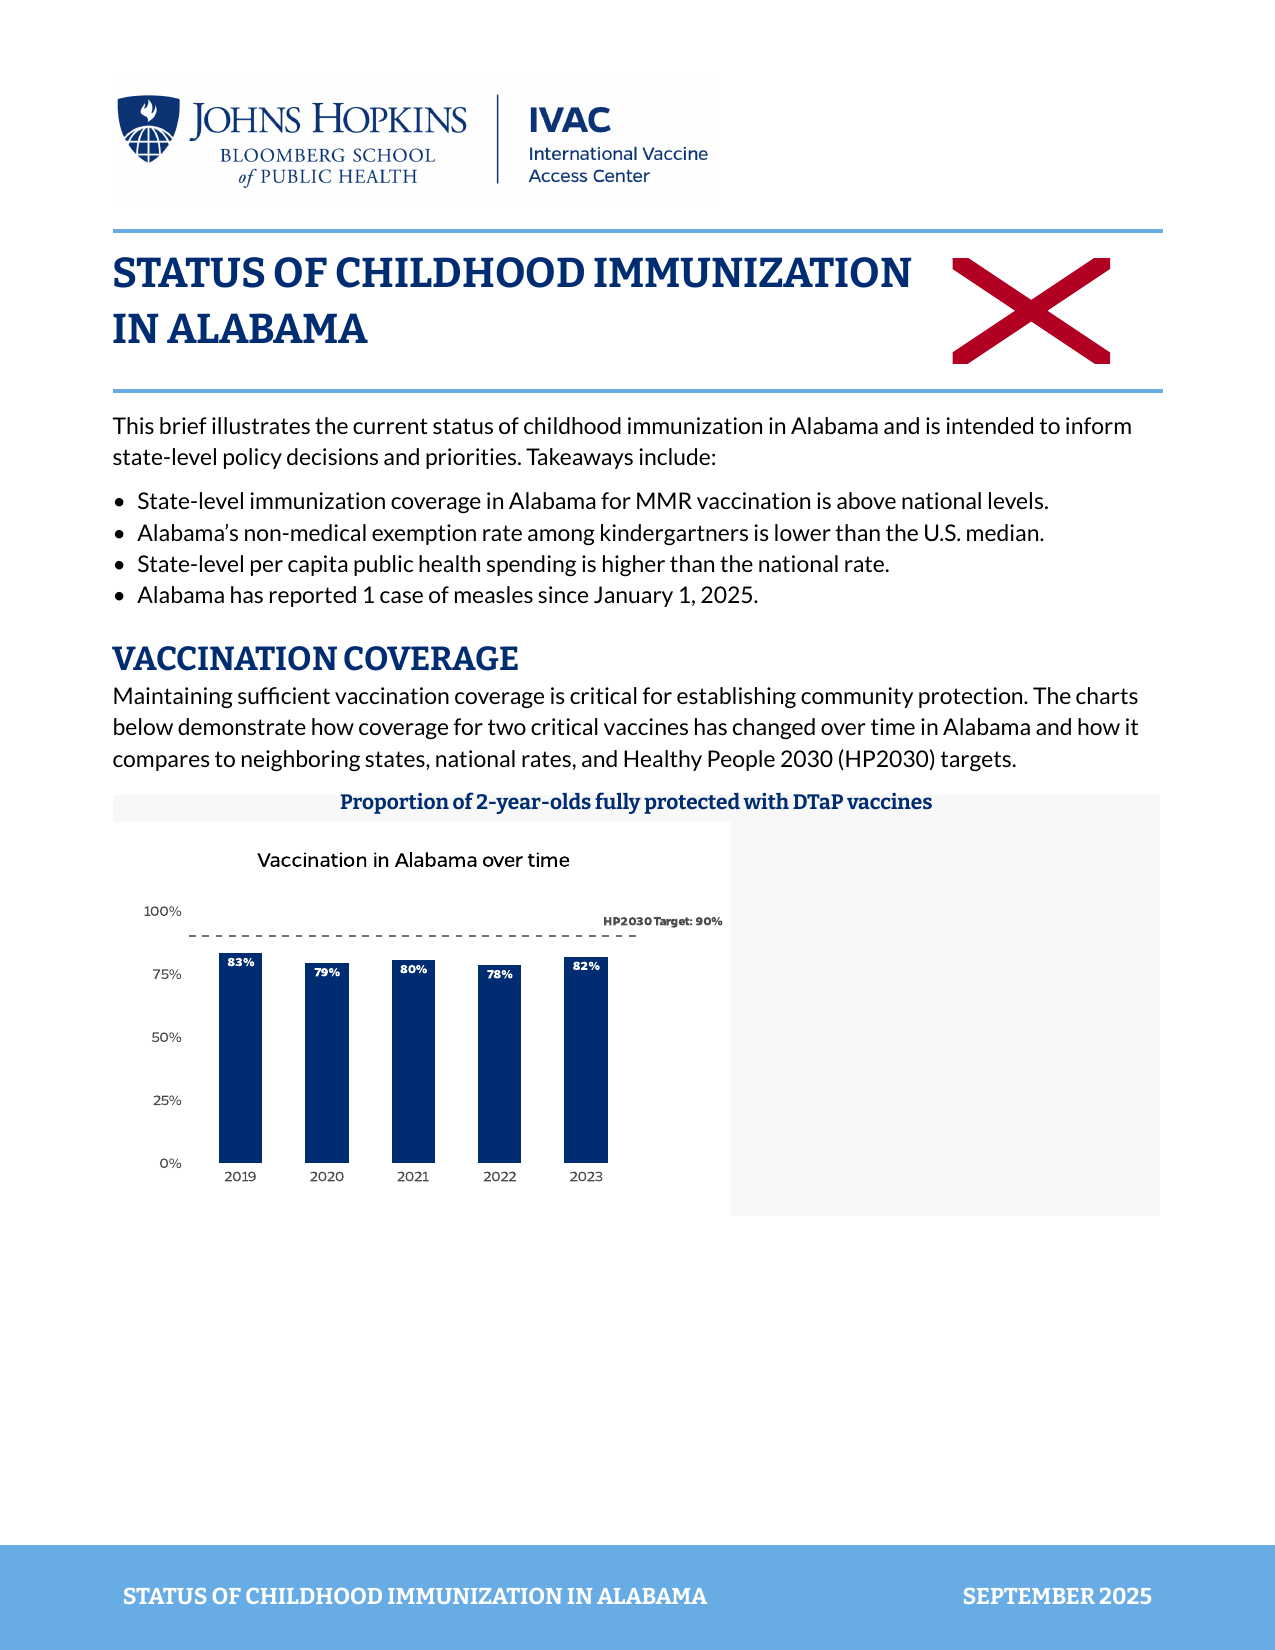 JOHNS HOPKINS
BLOOMBERG SCHOOL
of PUBLIC HEALTH
IVAC
International Vaccine
Access Center
STATUS OF CHILDHOOD IMMUNIZATION
IN ALABAMA
This brief illustrates the current status of childhood immunization in Alabama and is intended to inform
state-level policy decisions and priorities. Takeaways include:
• State-level immunization coverage in Alabama for MMR vaccination is above national levels.
• Alabama’s non-medical exemption rate among kindergartners is lower than the U.S. median.
• State-level per capita public health spending is higher than the national rate.
• Alabama has reported 1 case of measles since January 1, 2025.
VACCINATION COVERAGE
Maintaining sufficient vaccination coverage is critical for establishing community protection. The charts
below demonstrate how coverage for two critical vaccines has changed over time in Alabama and how it
compares to neighboring states, national rates, and Healthy People 2030 (HP2030) targets.
Proportion of 2-year-olds fully protected with DTaP vaccines
Vaccination in Alabama over time
100%
HP2030 Target: 90%
83%
79%
80%
78%
82%
75%
50%
25%
0%
2019
2020
2021
2022
2023
STATUS OF CHILDHOOD IMMUNIZATION IN ALABAMA
SEPTEMBER 2025